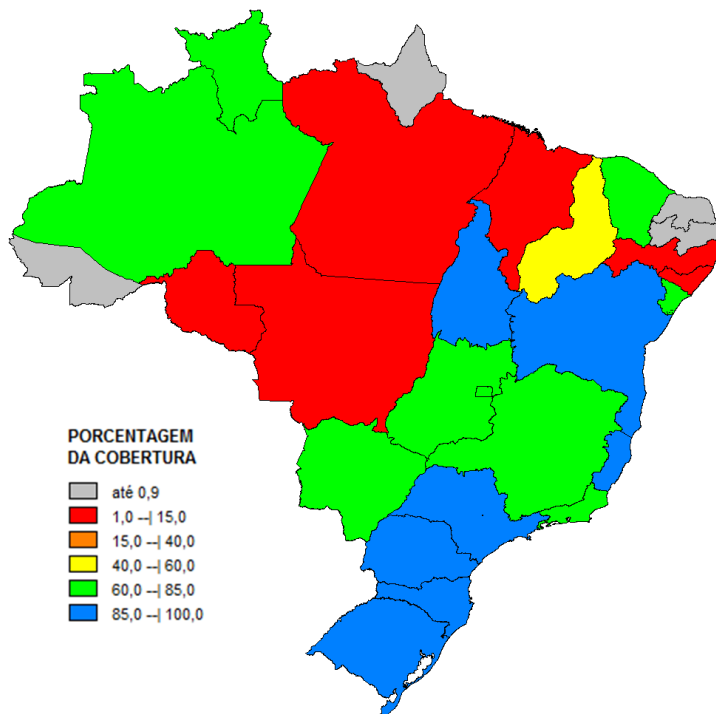 PORCENTAGEM
DA COBERTURA
até 0,9
1,0 --| 15,0
15,0 --| 40,0
40,0 --| 60,0
60,0 --| 85,0
85,0 --| 100,0